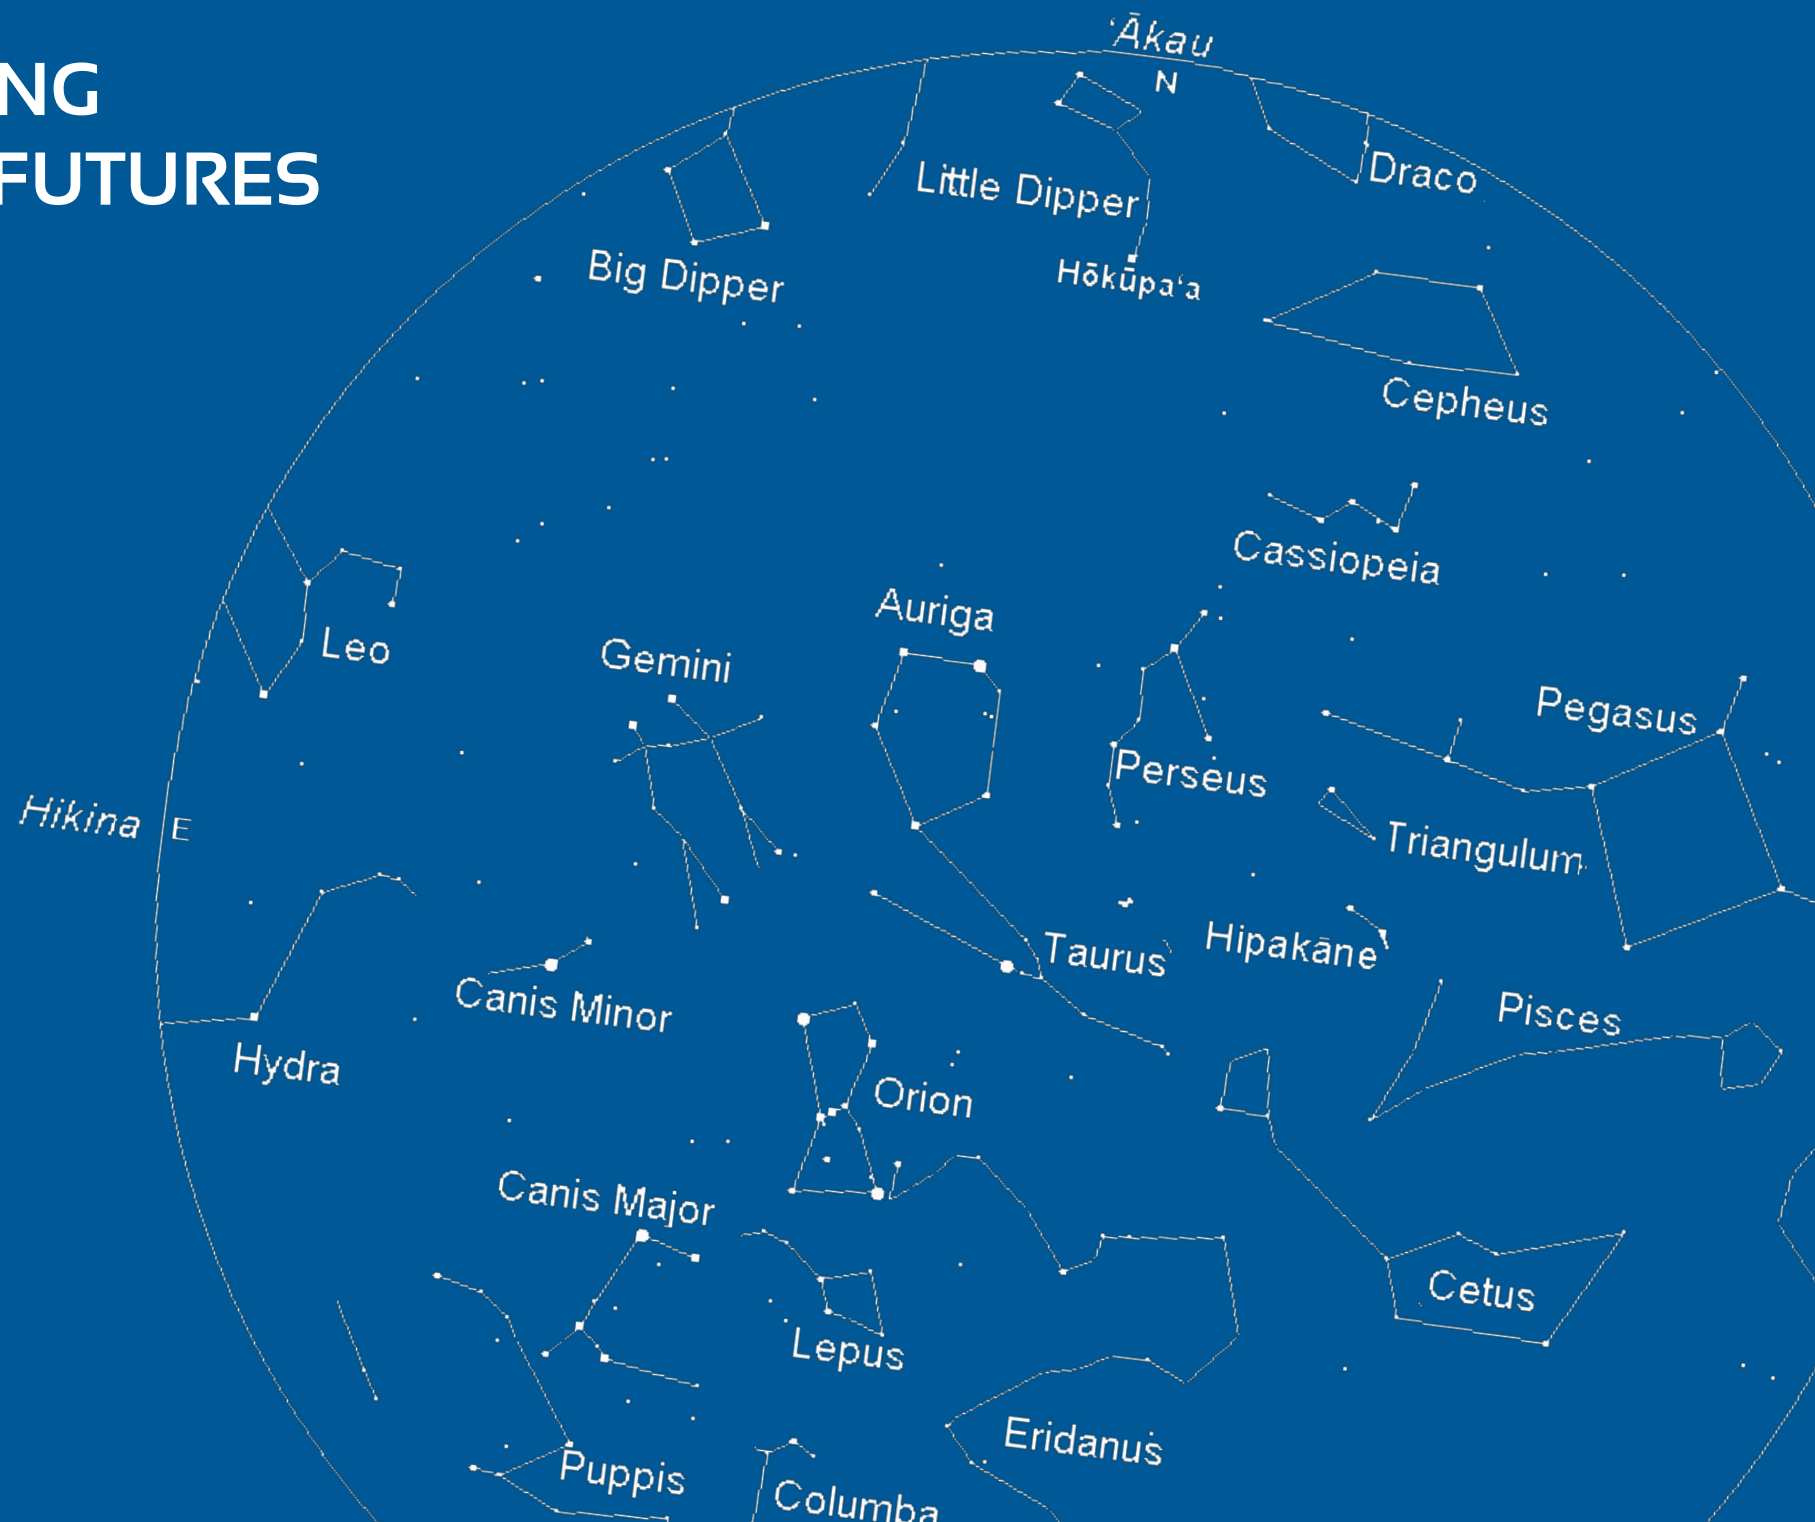 NG
FUTURES
ʻĀkau
N
Draco
Little Dipper
Big Dipper
Hōkūpaʻa
Cepheus
Cassiopeia
Auriga
Leo
Gemini
Pegasus
Perseus
Hikina
E
Triangulum
Taurus
Hipakāne
Canis Minor
Pisces
Hydra
Orion
Canis Major
Cetus
Lepus
Eridanus
Puppis
Columba